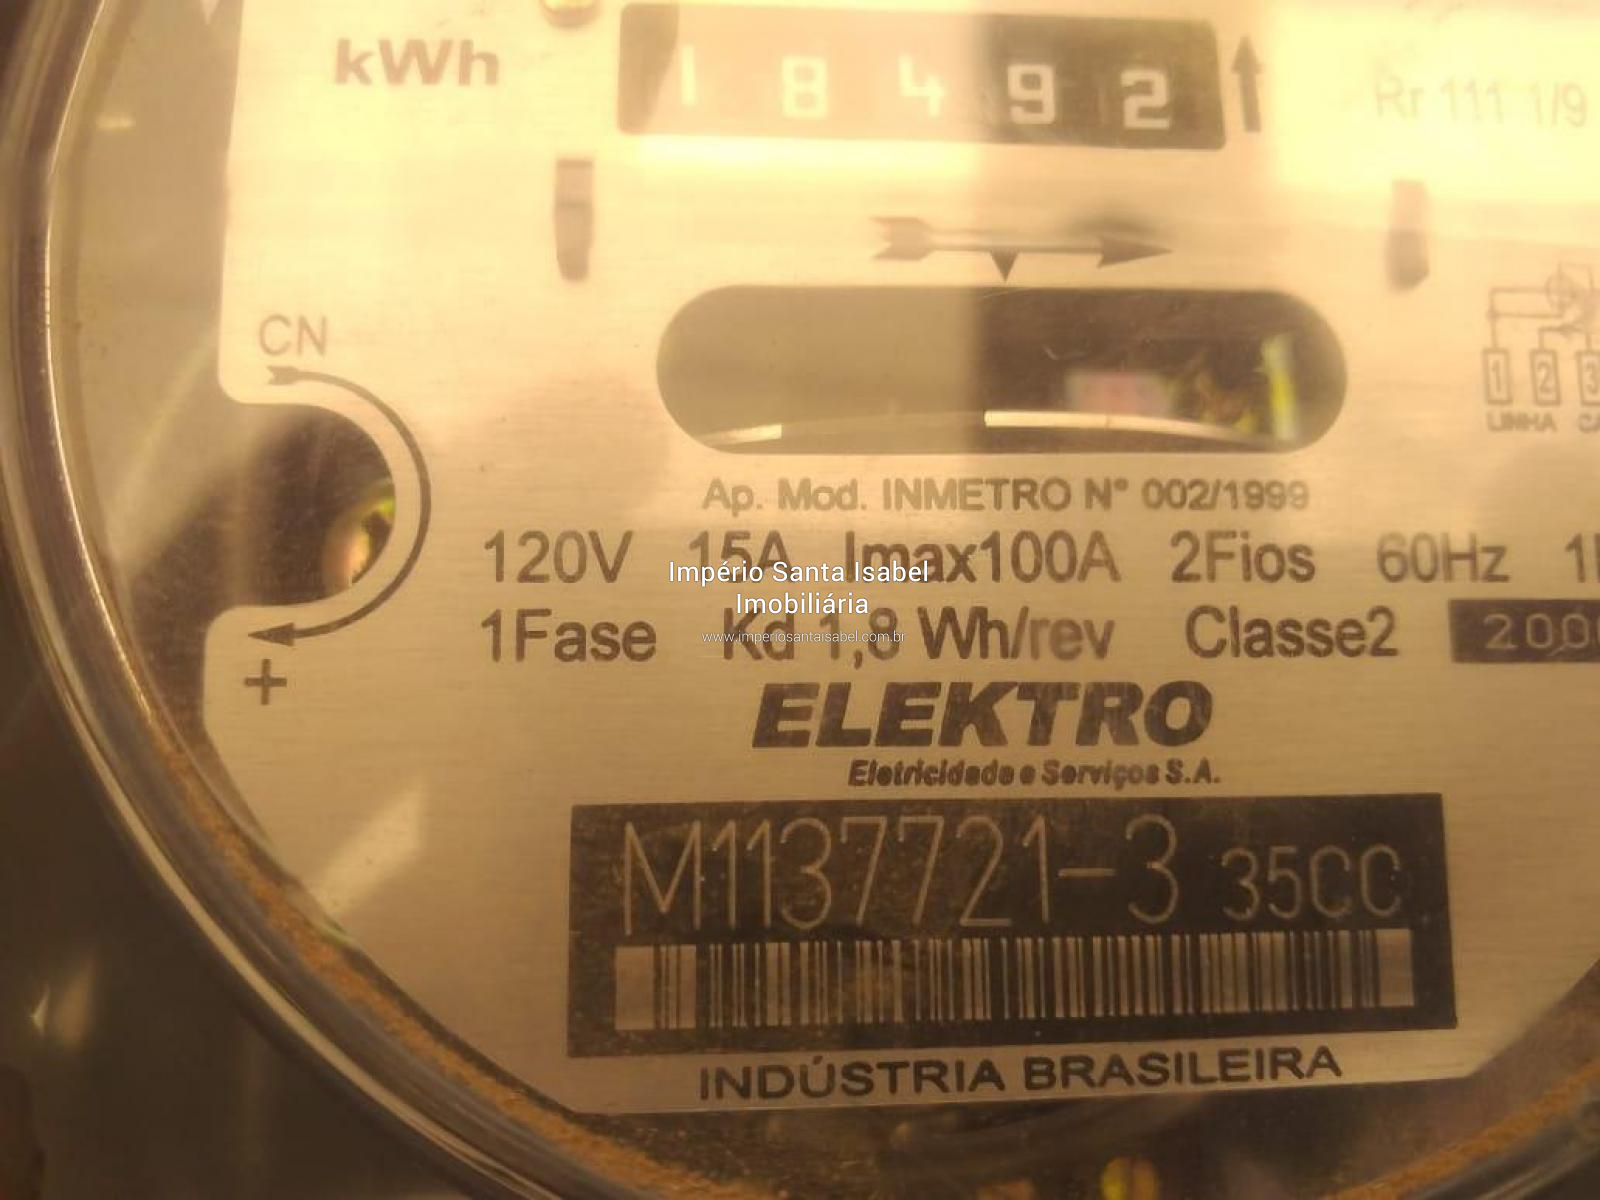 kWh 18492
Rr 111 1/9
CN
1 2 3
LINHA
Ap. Mod. INMETRO Nº 002/1999
120V 15A Imax100A 2Fios 60Hz
Império Santa Isabel
Imobiliária
www.imperiosantaisabel.com.br
1Fase Kd 1,8 Wh/rev Classe2
+
ELEKTRO
Eletricidade e Serviços S.A.
M1137721-3 35CC
INDÚSTRIA BRASILEIRA